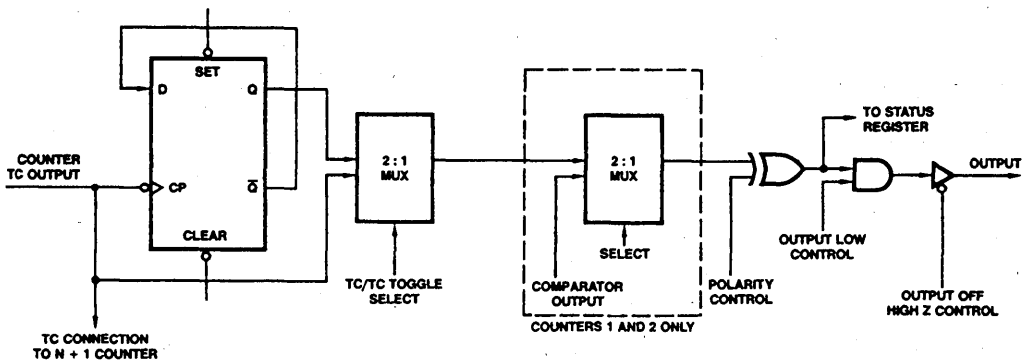 SET
D
Q
TO STATUS
REGISTER
COUNTER
TC OUTPUT
2 : 1
MUX
2 : 1
MUX
OUTPUT
CP
Q̅
CLEAR
SELECT
OUTPUT LOW
CONTROL
TC/TC TOGGLE
SELECT
COMPARATOR
OUTPUT
POLARITY
CONTROL
OUTPUT OFF
HIGH Z CONTROL
COUNTERS 1 AND 2 ONLY
TC CONNECTION
TO N + 1 COUNTER